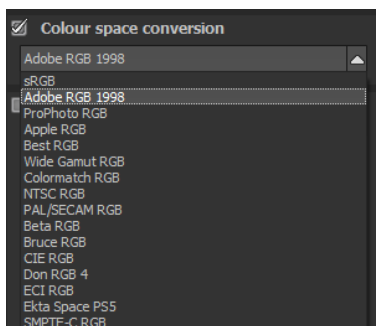 Colour space conversion
Adobe RGB 1998
sRGB
Adobe RGB 1998
ProPhoto RGB
Apple RGB
Best RGB
Wide Gamut RGB
Colormatch RGB
NTSC RGB
PAL/SECAM RGB
Beta RGB
Bruce RGB
CIE RGB
Don RGB 4
ECI RGB
Ekta Space PS5
SMPTE-C RGB